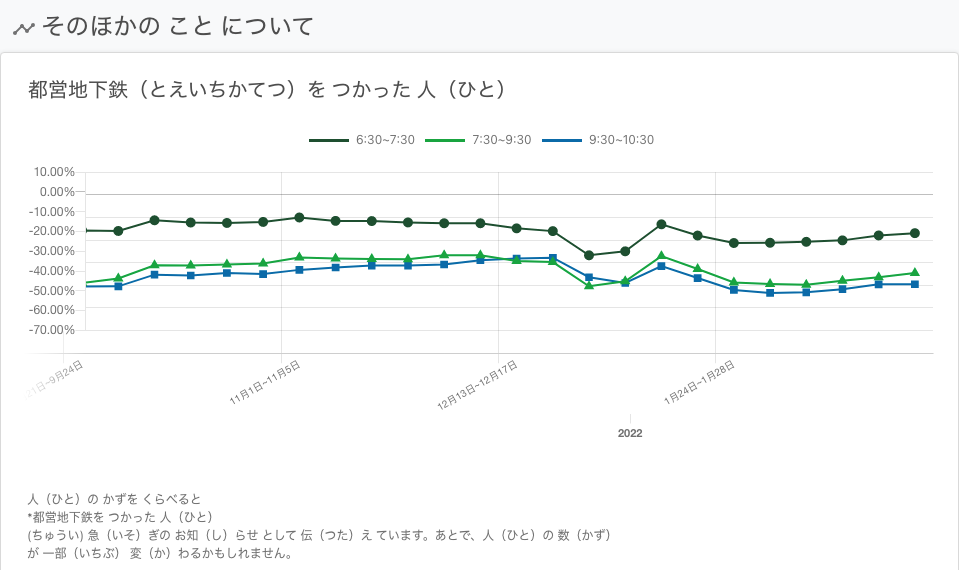 そのほかの こと について
都営地下鉄（とえいちかてつ）を つかった 人（ひと）
6:30~7:30 7:30~9:30 9:30~10:30
10.00%
0.00%
-10.00%
-20.00%
-30.00%
-40.00%
-50.00%
-60.00%
-70.00%
21日~9月24日 11月1日~11月5日 12月13日~12月17日 1月24日~1月28日
2022
人（ひと）の かずを くらべると
*都営地下鉄を つかった 人（ひと）
(ちゅうい) 急（いそ）ぎの お知（し）らせ として 伝（つた）え ています。あとで、人（ひと）の 数（かず）
が 一部（いちぶ） 変（か）わるかもしれません。